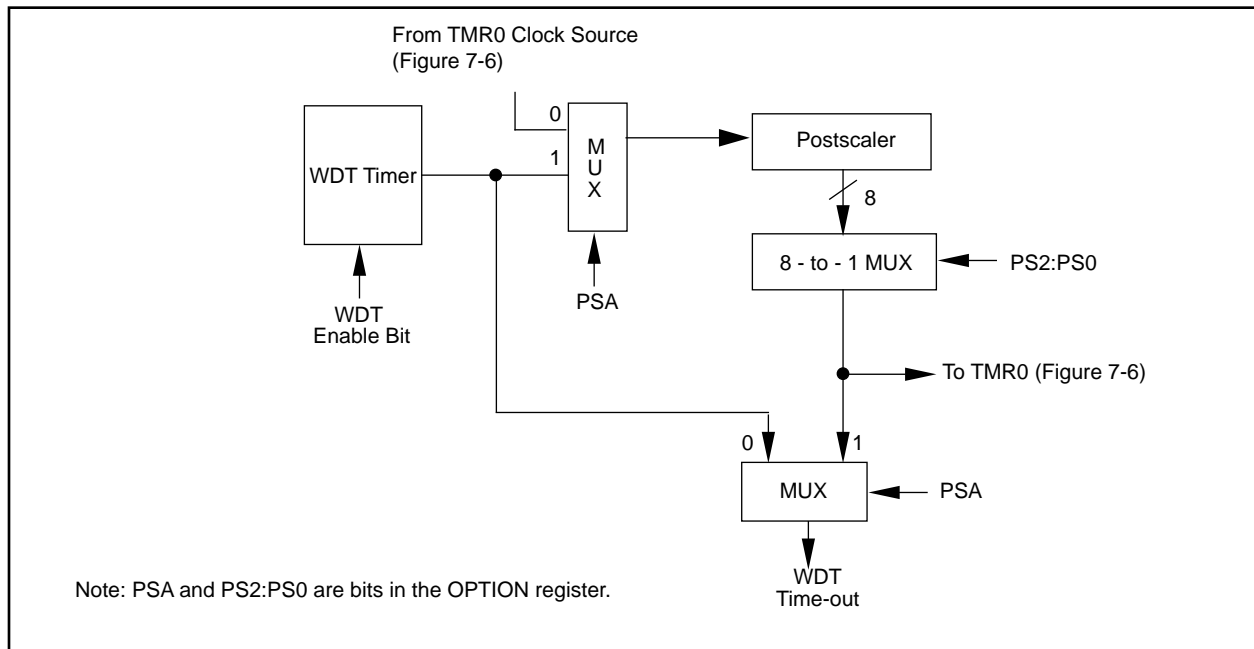 From TMR0 Clock Source
(Figure 7-6)
0
1
M
U
X
WDT Timer
Postscaler
8
8 - to - 1 MUX
PS2:PS0
PSA
WDT
Enable Bit
To TMR0 (Figure 7-6)
0
1
MUX
PSA
WDT
Time-out
Note: PSA and PS2:PS0 are bits in the OPTION register.